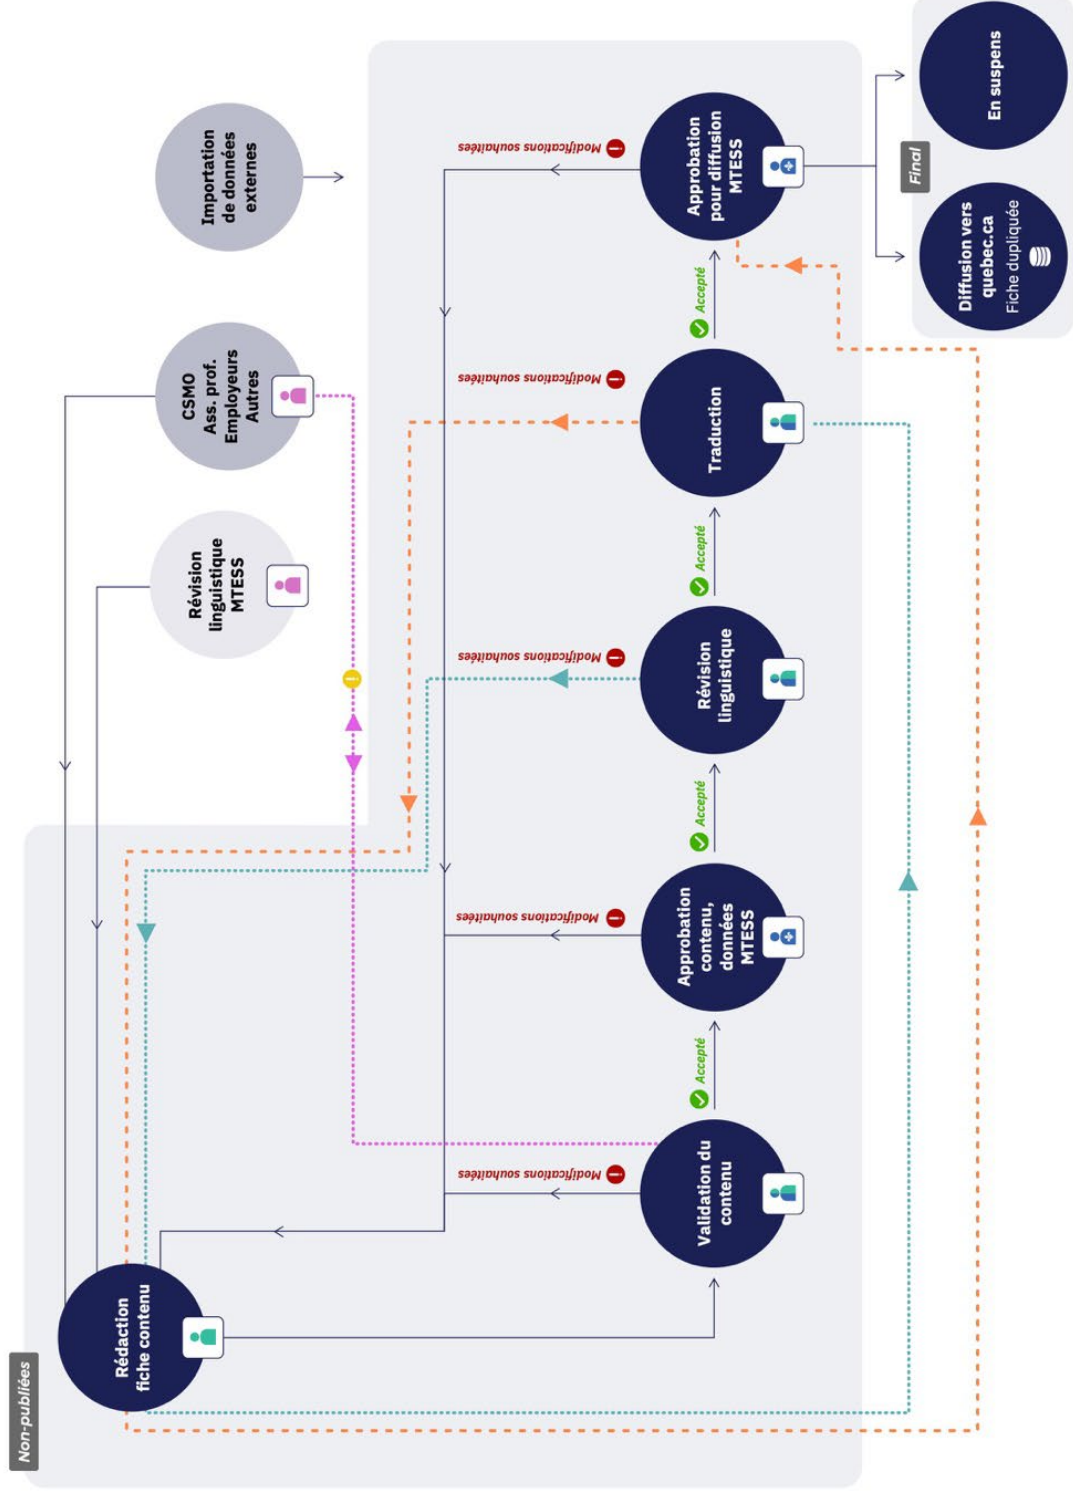 Non-publiées
Rédaction
fiche contenu
Révision
linguistique
MTESS
CSMO
Ass. prof.
Employeurs
Autres
Importation
de données
externes
Modifications souhaitées
Modifications souhaitées
Modifications souhaitées
Modifications souhaitées
Modifications souhaitées
Validation du
contenu
Accepté
Approbation
contenu,
données
MTESS
Accepté
Révision
linguistique
Accepté
Traduction
Accepté
Approbation
pour diffusion
MTESS
Final
Diffusion vers
quebec.ca
Fiche dupliquée
En suspens